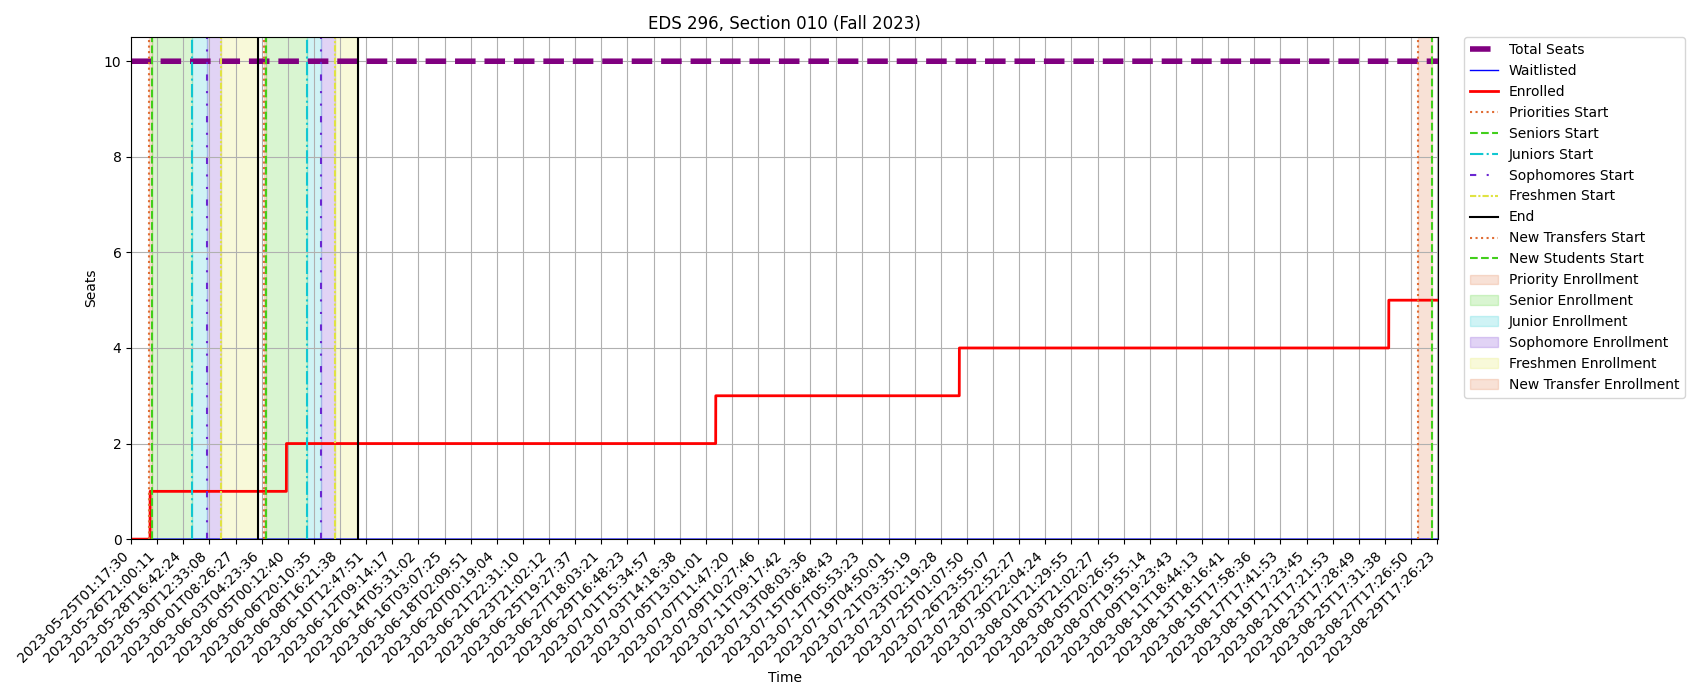 EDS 296, Section 010 (Fall 2023)
10
8
6
4
2
0
Seats
2023-05-25T01:17:30
2023-05-26T21:00:11
2023-05-28T16:42:24
2023-05-30T12:33:08
2023-06-01T08:26:27
2023-06-03T04:23:36
2023-06-05T00:12:40
2023-06-06T20:10:35
2023-06-08T16:21:38
2023-06-10T12:47:51
2023-06-12T09:14:17
2023-06-14T05:31:02
2023-06-16T03:07:25
2023-06-18T02:09:51
2023-06-20T00:19:04
2023-06-21T22:31:10
2023-06-23T21:02:12
2023-06-25T19:27:37
2023-06-27T18:03:21
2023-06-29T16:48:23
2023-07-01T15:34:57
2023-07-03T14:18:38
2023-07-05T13:01:01
2023-07-07T11:47:20
2023-07-09T10:27:46
2023-07-11T09:17:42
2023-07-13T08:03:36
2023-07-15T06:48:43
2023-07-17T05:53:23
2023-07-19T04:50:01
2023-07-21T03:35:19
2023-07-23T02:19:28
2023-07-25T01:07:50
2023-07-26T23:55:07
2023-07-28T22:52:27
2023-07-30T22:04:24
2023-08-01T21:29:55
2023-08-03T21:02:27
2023-08-05T20:26:55
2023-08-07T19:55:14
2023-08-09T19:23:43
2023-08-11T18:44:13
2023-08-13T18:16:41
2023-08-15T17:58:36
2023-08-17T17:41:53
2023-08-19T17:23:45
2023-08-21T17:21:53
2023-08-23T17:28:49
2023-08-25T17:31:38
2023-08-27T17:26:50
2023-08-29T17:26:23
Time
Total Seats
Waitlisted
Enrolled
Priorities Start
Seniors Start
Juniors Start
Sophomores Start
Freshmen Start
End
New Transfers Start
New Students Start
Priority Enrollment
Senior Enrollment
Junior Enrollment
Sophomore Enrollment
Freshmen Enrollment
New Transfer Enrollment